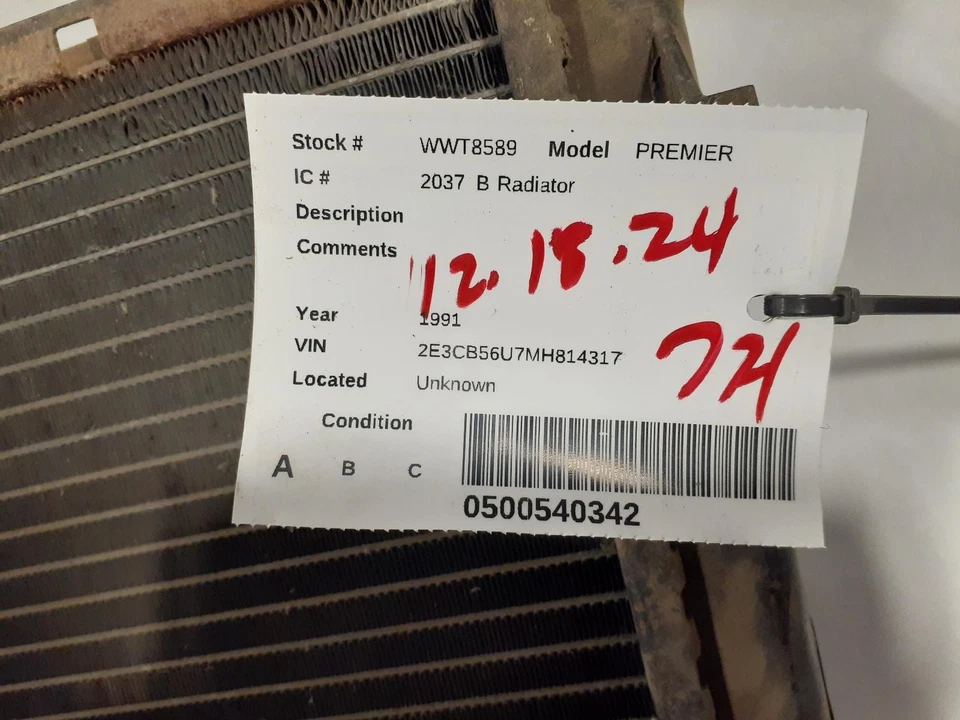 Stock # WWT8589 Model PREMIER
IC # 2037 B Radiator
Description
Comments 12.18.24
Year 1991
VIN 2E3CB56U7MH814317
Located Unknown
Condition
A B C
0500540342